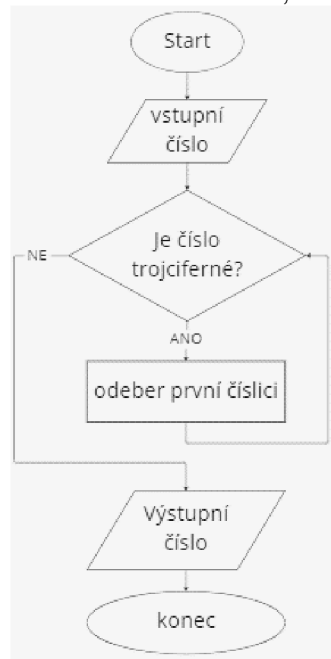 Start
vstupní
číslo
Je číslo
trojciferné?
NE
ANO
odeber první číslici
Výstupní
číslo
konec